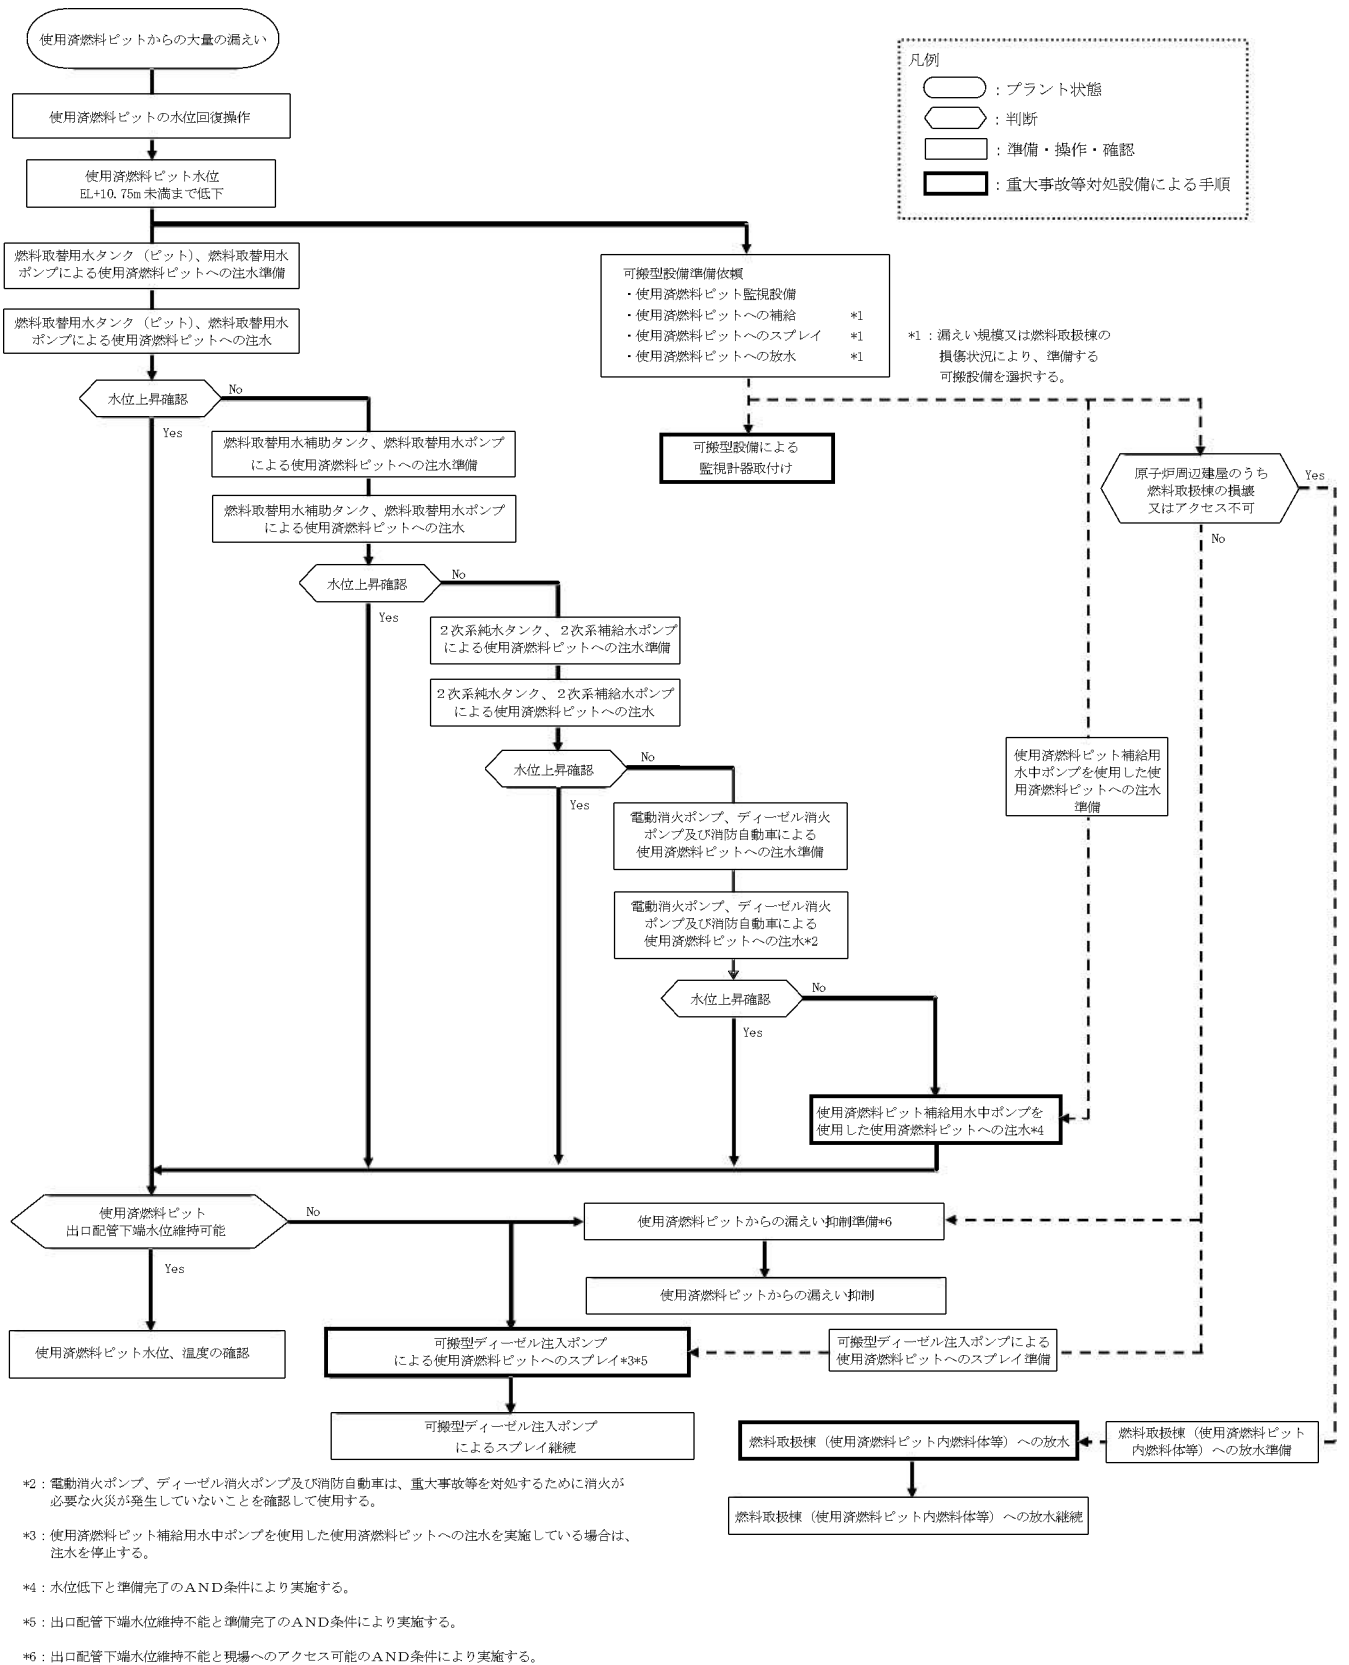 使用済燃料ピットからの大量の漏えい
使用済燃料ピットの水位回復操作
使用済燃料ピット水位
EL+10.75m未満まで低下
凡例
：プラント状態
：判断
：準備・操作・確認
：重大事故等対処設備による手順
燃料取替用水タンク（ピット）、燃料取替用水
ポンプによる使用済燃料ピットへの注水準備
燃料取替用水タンク（ピット）、燃料取替用水
ポンプによる使用済燃料ピットへの注水
可搬型設備準備依頼
・使用済燃料ピット監視設備
・使用済燃料ピットへの補給 *1
・使用済燃料ピットへのスプレイ *1
・使用済燃料ピットへの放水 *1
*1：漏えい規模又は燃料取扱棟の
損傷状況により、準備する
可搬設備を選択する。
水位上昇確認
No
Yes
燃料取替用水補助タンク、燃料取替用水ポンプ
による使用済燃料ピットへの注水準備
燃料取替用水補助タンク、燃料取替用水ポンプ
による使用済燃料ピットへの注水
可搬型設備による
監視計器取付け
原子炉周辺建屋のうち
燃料取扱棟の損壊
又はアクセス不可
Yes
No
水位上昇確認
No
Yes
２次系純水タンク、２次系補給水ポンプ
による使用済燃料ピットへの注水準備
２次系純水タンク、２次系補給水ポンプ
による使用済燃料ピットへの注水
水位上昇確認
No
Yes
使用済燃料ピット補給用
水中ポンプを使用した使
用済燃料ピットへの注水
準備
電動消火ポンプ、ディーゼル消火
ポンプ及び消防自動車による
使用済燃料ピットへの注水準備
電動消火ポンプ、ディーゼル消火
ポンプ及び消防自動車による
使用済燃料ピットへの注水*2
水位上昇確認
No
Yes
使用済燃料ピット補給用水中ポンプを
使用した使用済燃料ピットへの注水*4
使用済燃料ピット
出口配管下端水位維持可能
No
Yes
使用済燃料ピットからの漏えい抑制準備*6
使用済燃料ピットからの漏えい抑制
使用済燃料ピット水位、温度の確認
可搬型ディーゼル注入ポンプ
による使用済燃料ピットへのスプレイ*3*5
可搬型ディーゼル注入ポンプによる
使用済燃料ピットへのスプレイ準備
可搬型ディーゼル注入ポンプ
によるスプレイ継続
燃料取扱棟（使用済燃料ピット内燃料体等）への放水
燃料取扱棟（使用済燃料ピット
内燃料体等）への放水準備
燃料取扱棟（使用済燃料ピット内燃料体等）への放水継続
*2：電動消火ポンプ、ディーゼル消火ポンプ及び消防自動車は、重大事故等を対処するために消火が
必要な火災が発生していないことを確認して使用する。
*3：使用済燃料ピット補給用水中ポンプを使用した使用済燃料ピットへの注水を実施している場合は、
注水を停止する。
*4：水位低下と準備完了のAND条件により実施する。
*5：出口配管下端水位維持不能と準備完了のAND条件により実施する。
*6：出口配管下端水位維持不能と現場へのアクセス可能のAND条件により実施する。